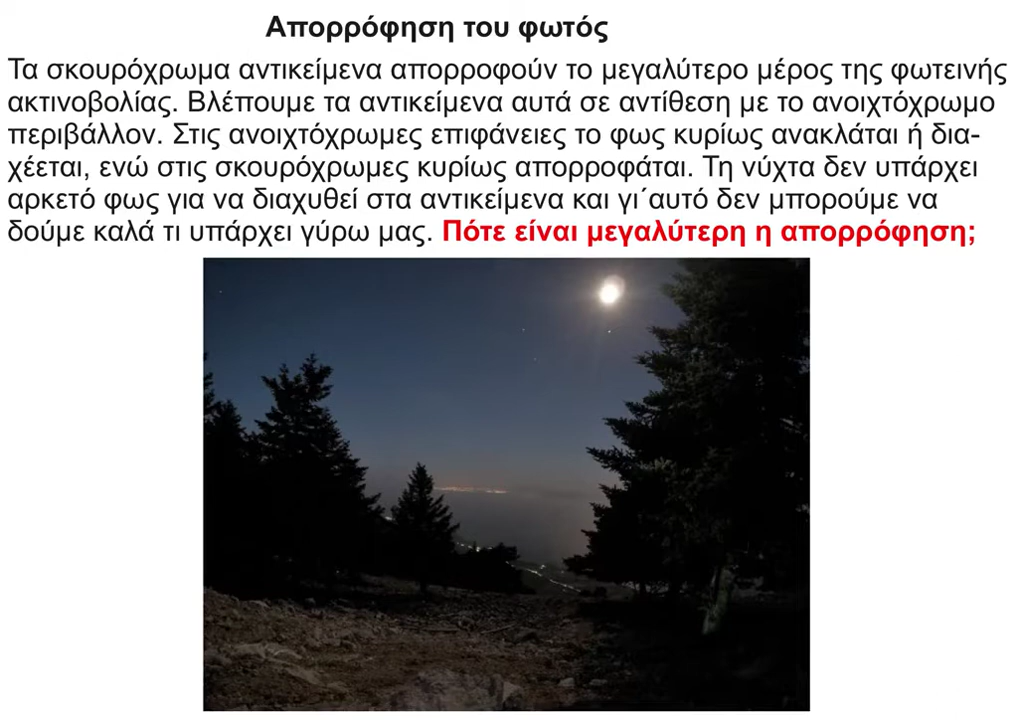 Απορρόφηση του φωτός
Τα σκουρόχρωμα αντικείμενα απορροφούν το μεγαλύτερο μέρος της φωτεινής
ακτινοβολίας. Βλέπουμε τα αντικείμενα αυτά σε αντίθεση με το ανοιχτόχρωμο
περιβάλλον. Στις ανοιχτόχρωμες επιφάνειες το φως κυρίως ανακλάται ή δια-
χέεται, ενώ στις σκουρόχρωμες κυρίως απορροφάται. Τη νύχτα δεν υπάρχει
αρκετό φως για να διαχυθεί στα αντικείμενα και γι΄αυτό δεν μπορούμε να
δούμε καλά τι υπάρχει γύρω μας. Πότε είναι μεγαλύτερη η απορρόφηση;